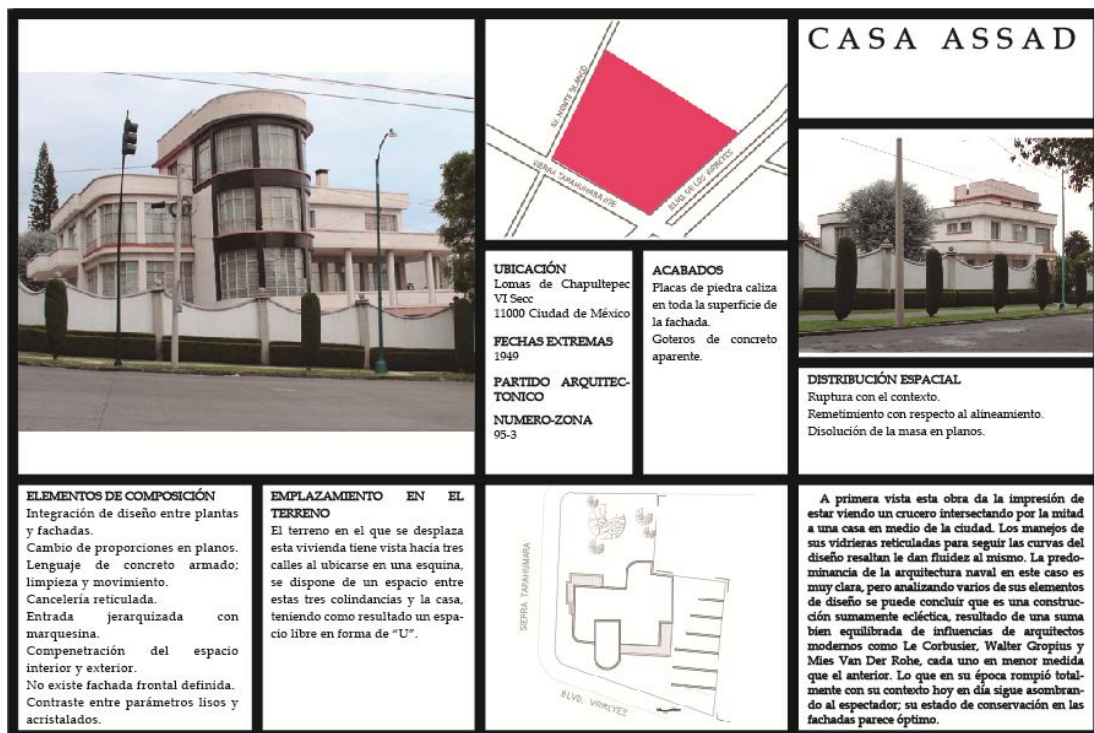 CASA ASSAD
AV. MONTE BLANCO
SIERRA TARAHUMARA OTE
BLVD. DE LOS VIRREYES
UBICACIÓN
Lomas de Chapultepec
VI Secc
11000 Ciudad de México
FECHAS EXTREMAS
1949
PARTIDO ARQUITEC-
TONICO
NUMERO-ZONA
95-3
ACABADOS
Placas de piedra caliza
en toda la superficie de
la fachada.
Goteros de concreto
aparente.
DISTRIBUCIÓN ESPACIAL
Ruptura con el contexto.
Remetimiento con respecto al alineamiento.
Disolución de la masa en planos.
ELEMENTOS DE COMPOSICIÓN
Integración de diseño entre plantas
y fachadas.
Cambio de proporciones en planos.
Lenguaje de concreto armado;
limpieza y movimiento.
Cancelería reticulada.
Entrada jerarquizada con
marquesina.
Compenetración del espacio
interior y exterior.
No existe fachada frontal definida.
Contraste entre parámetros lisos y
acristalados.
EMPLAZAMIENTO EN EL
TERRENO
El terreno en el que se desplaza
esta vivienda tiene vista hacia tres
calles al ubicarse en una esquina,
se dispone de un espacio entre
estas tres colindancias y la casa,
teniendo como resultado un espa-
cio libre en forma de “U”.
SIERRA TARAHUMARA
BLVD. VIRREYES
A primera vista esta obra da la impresión de
estar viendo un crucero intersectando por la mitad
a una casa en medio de la ciudad. Los manejos de
sus vidrieras reticuladas para seguir las curvas del
diseño resaltan le dan fluidez al mismo. La predo-
minancia de la arquitectura naval en este caso es
muy clara, pero analizando varios de sus elementos
de diseño se puede concluir que es una construc-
ción sumamente ecléctica, resultado de una suma
bien equilibrada de influencias de arquitectos
modernos como Le Corbusier, Walter Gropius y
Mies Van Der Rohe, cada uno en menor medida
que el anterior. Lo que en su época rompió total-
mente con su contexto hoy en día sigue asombran-
do al espectador; su estado de conservación en las
fachadas parece óptimo.